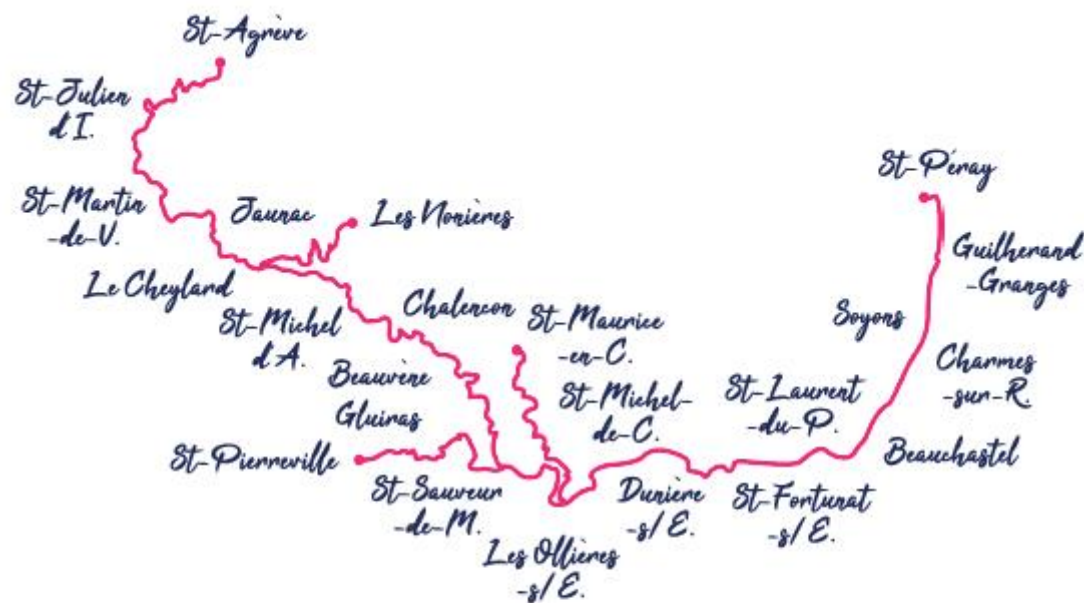 St-Agrève
St-Julien
d'I.
St-Péray
St-Martin
-de-V.
Jaunac
Les Nonières
Guilherand
-Granges
Le Cheylard
Chalencon
Soyons
St-Michel
d'A.
St-Maurice
-en-C.
Charmes
-sur-R.
Beauvène
St-Michel-
de-C.
St-Laurent
-du-P.
Gluiras
St-Pierreville
Beauchastel
St-Sauveur
-de-M.
Dunière
-s/E.
St-Fortunat
-s/E.
Les Ollières
-s/E.